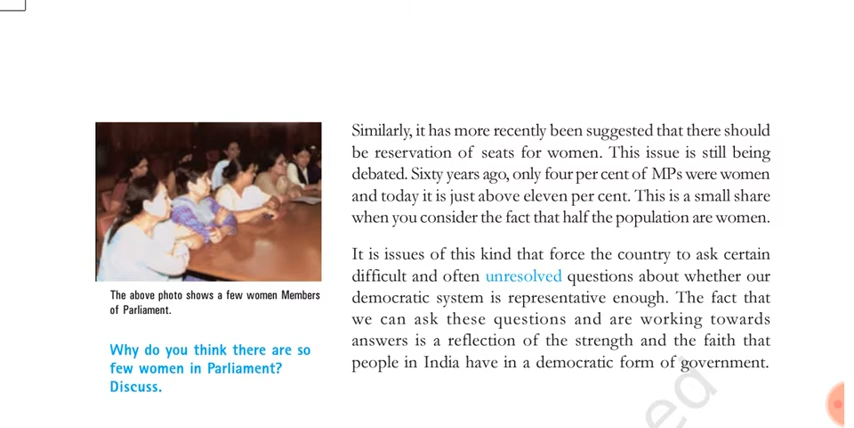 Similarly, it has more recently been suggested that there should
be reservation of seats for women. This issue is still being
debated. Sixty years ago, only four per cent of MPs were women
and today it is just above eleven per cent. This is a small share
when you consider the fact that half the population are women.
It is issues of this kind that force the country to ask certain
difficult and often unresolved questions about whether our
democratic system is representative enough. The fact that
we can ask these questions and are working towards
answers is a reflection of the strength and the faith that
people in India have in a democratic form of government.
The above photo shows a few women Members
of Parliament.
Why do you think there are so
few women in Parliament?
Discuss.
ed